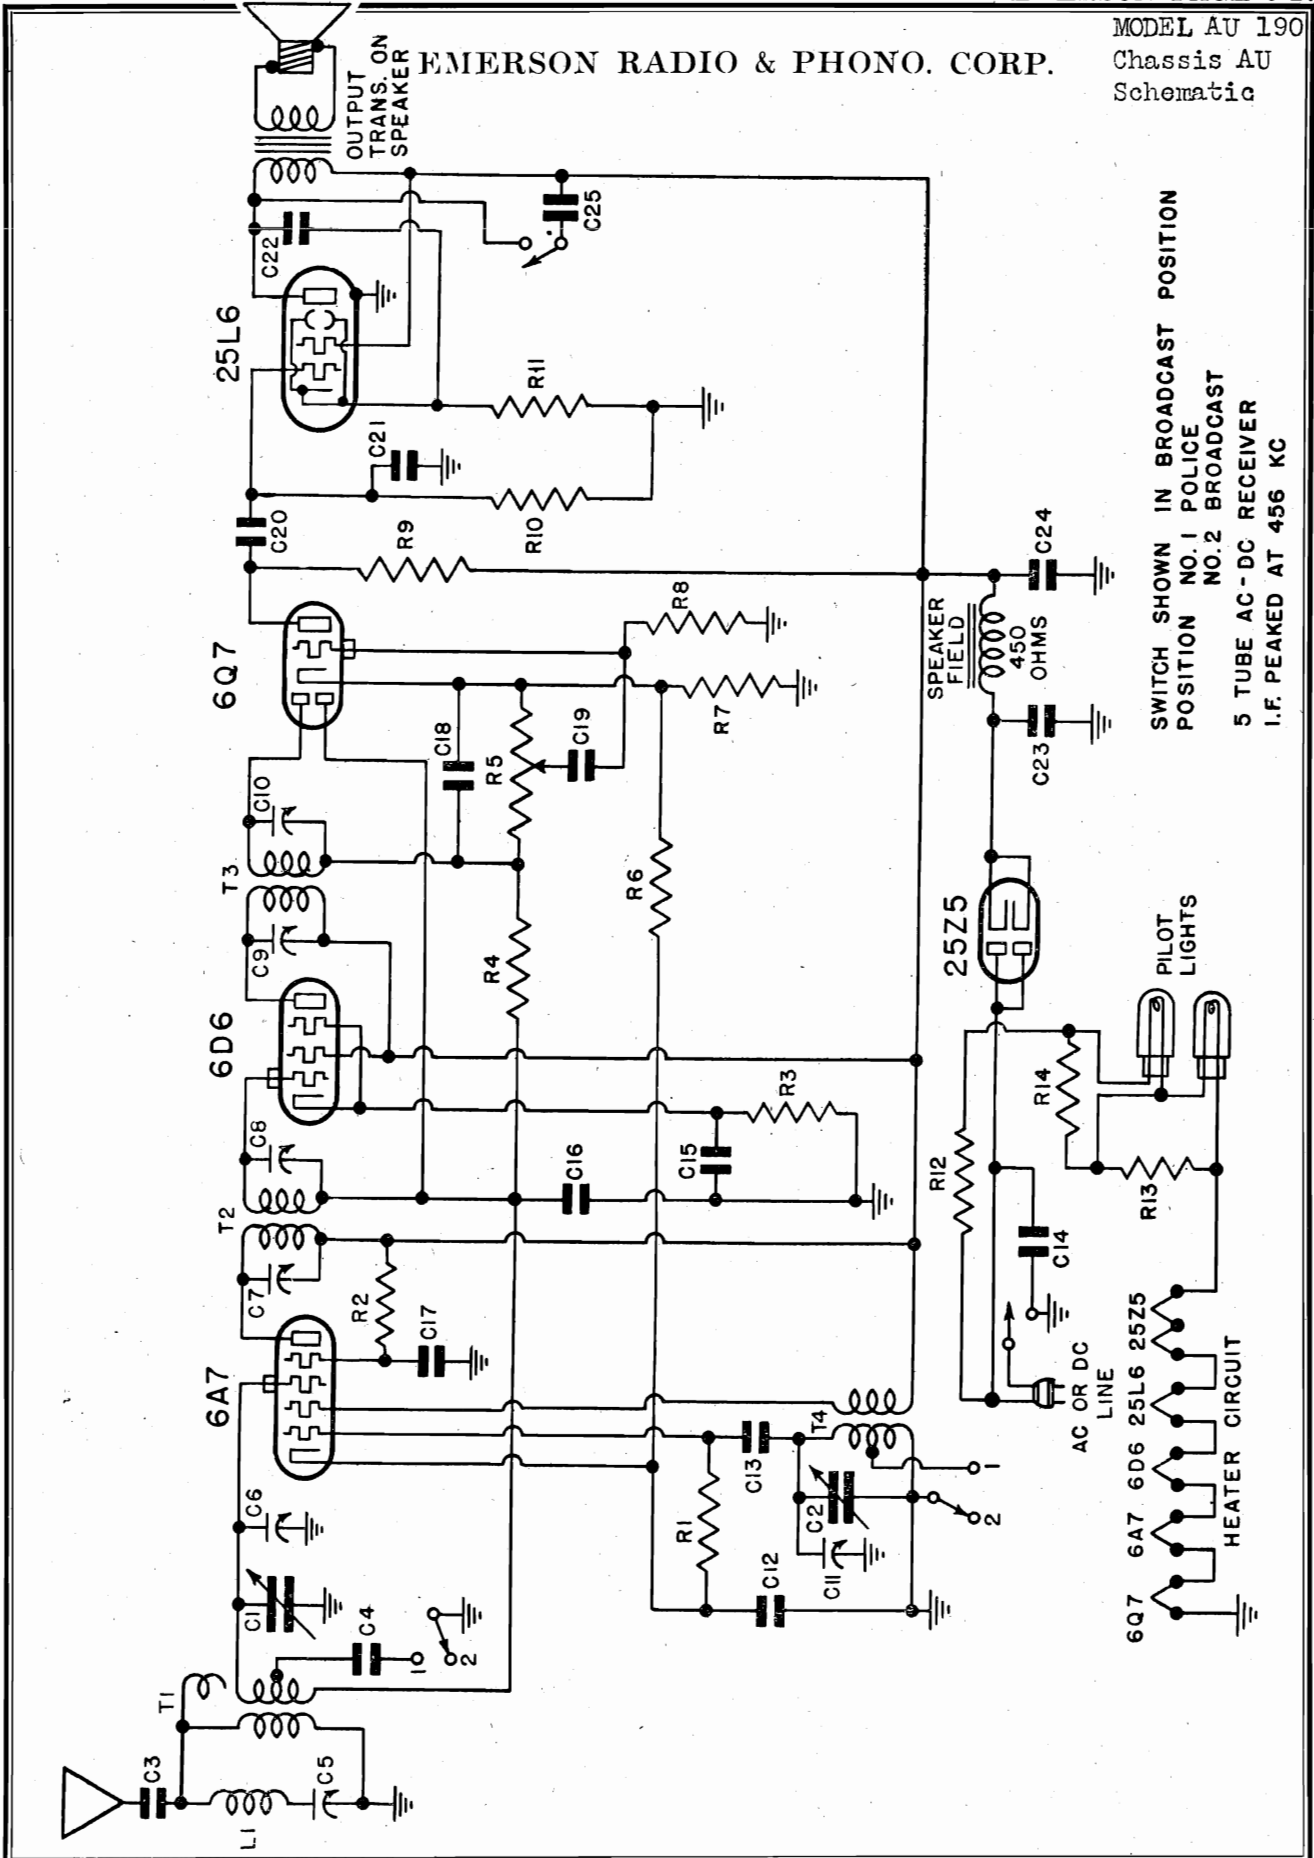 EMERSON RADIO & PHONO. CORP.
MODEL AU 190
Chassis AU
Schematic
OUTPUT
TRANS. ON
SPEAKER
25L6
C22
C25
R11
C21
C20
R10
R9
6Q7
R8
R7
C18
R5
C19
C10
T3
C9
R4
R6
6D6
C8
T2
C7
C16
C15
R3
R2
C17
6A7
C6
C1
C4
1
2
T1
C3
L1
C5
R1
C13
C12
T4
C2
C11
1
2
SPEAKER
FIELD
450
OHMS
C24
C23
25Z5
PILOT
LIGHTS
R12
R14
R13
C14
AC OR DC
LINE
6Q7 6A7 6D6 25L6 25Z5
HEATER CIRCUIT
SWITCH SHOWN IN BROADCAST POSITION
POSITION NO. 1 POLICE
NO. 2 BROADCAST
5 TUBE AC-DC RECEIVER
I.F. PEAKED AT 456 KC